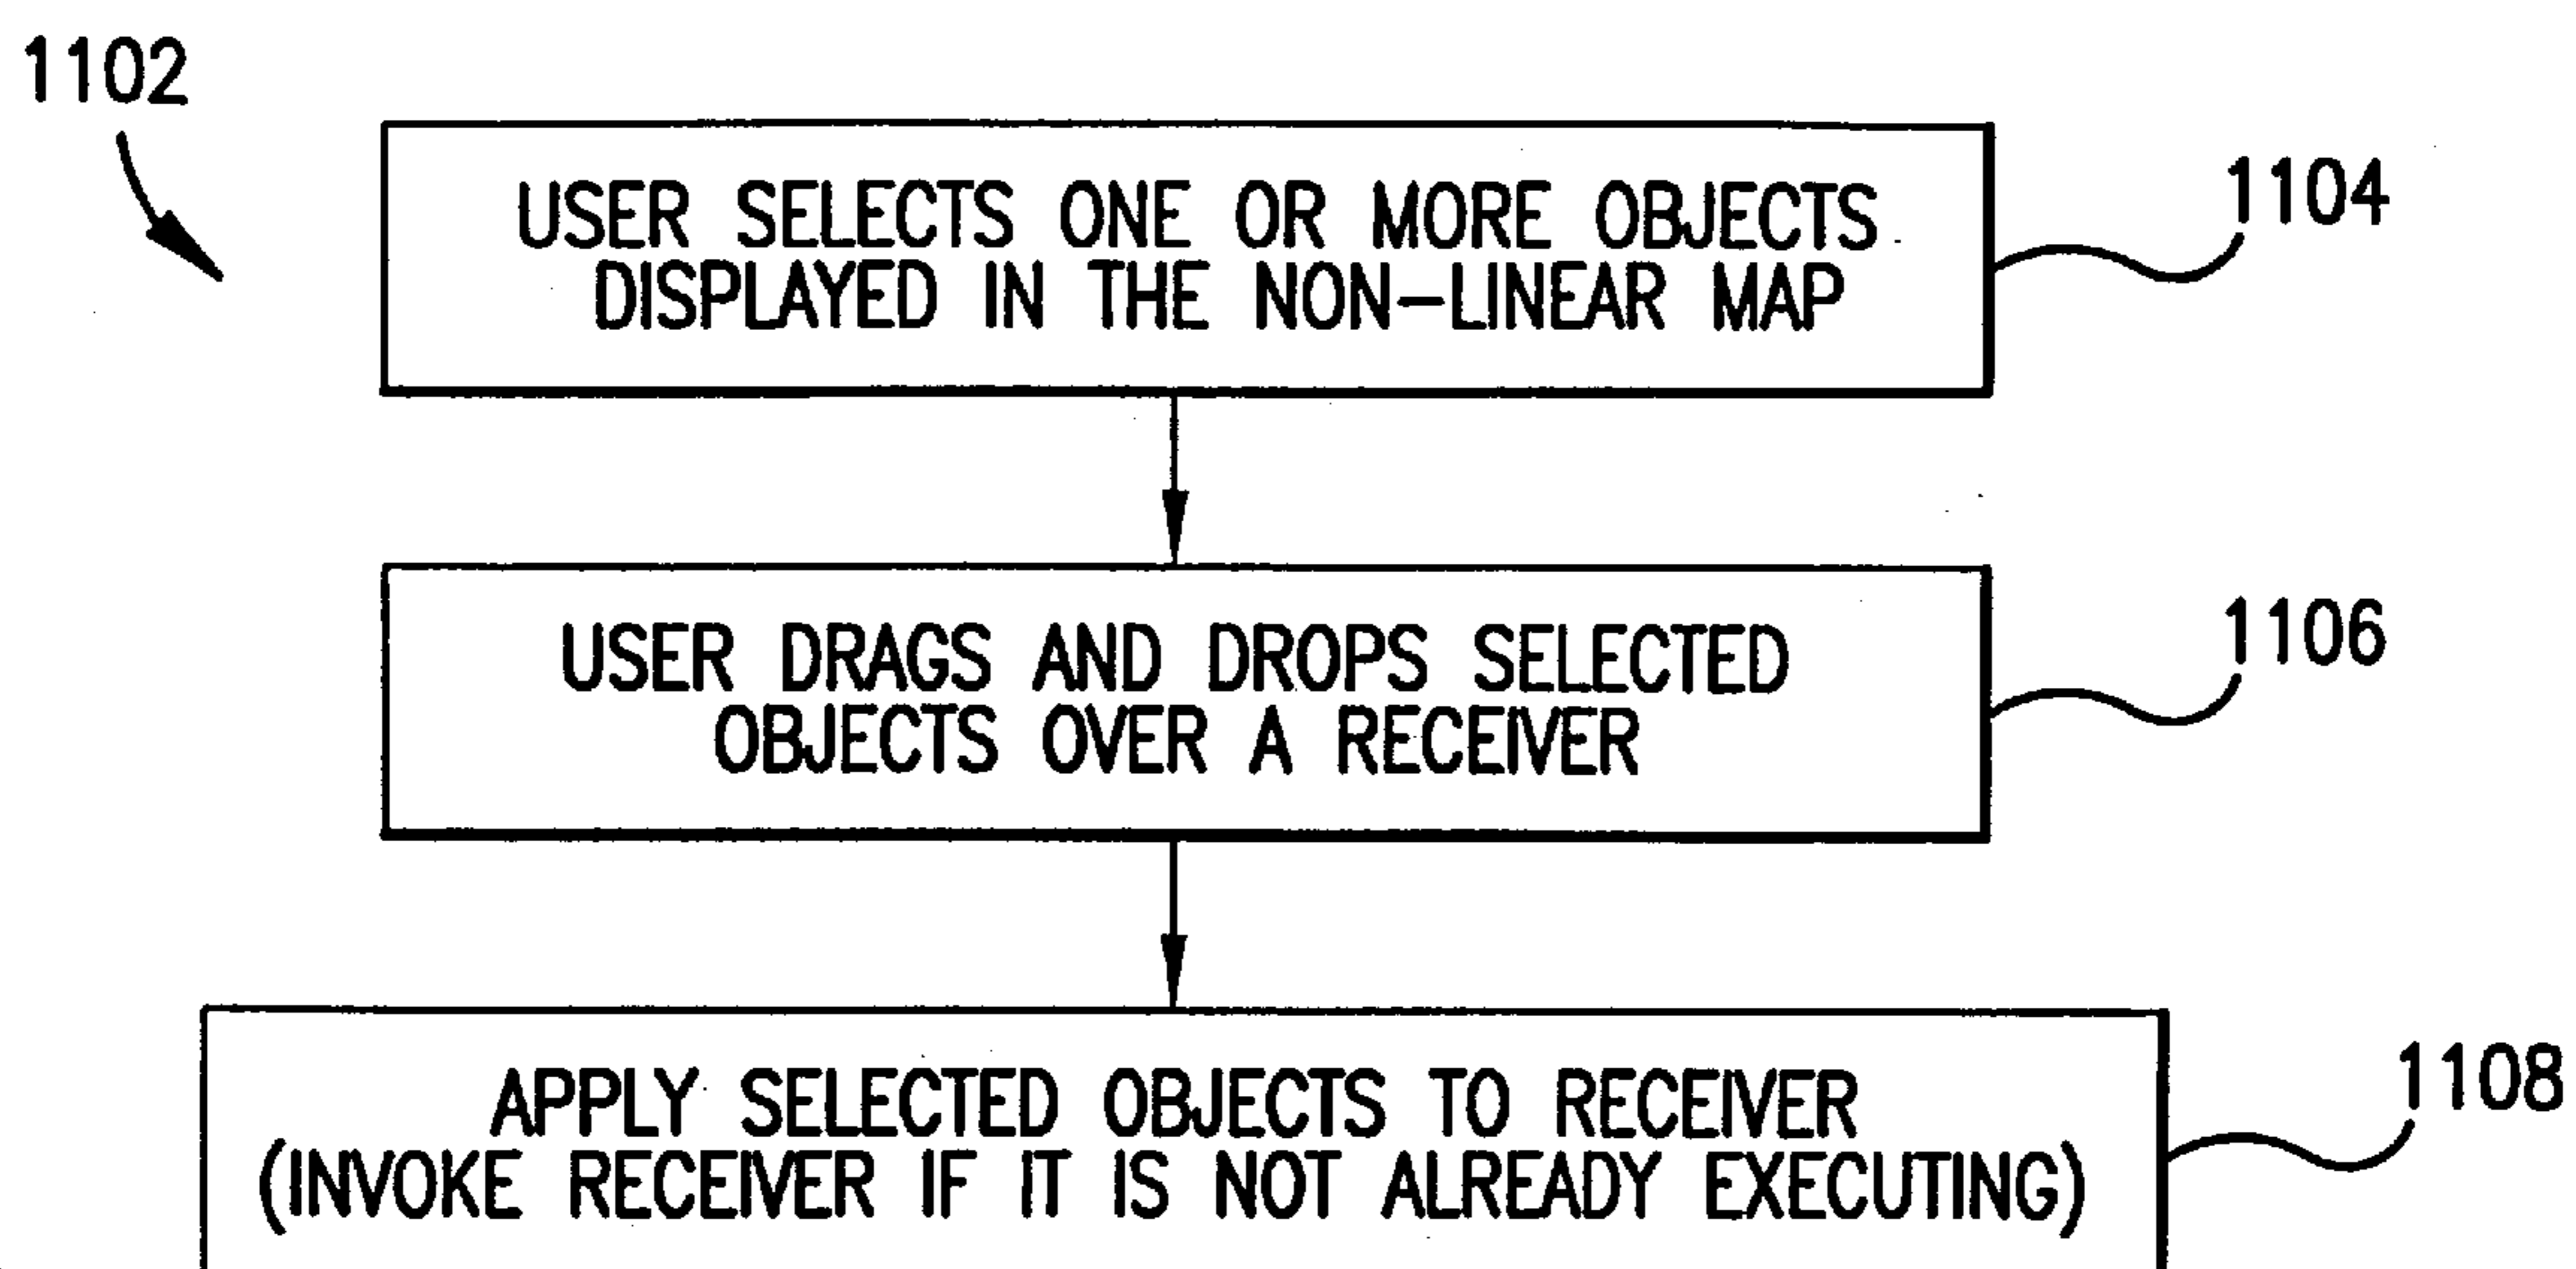 1102
USER SELECTS ONE OR MORE OBJECTS
DISPLAYED IN THE NON-LINEAR MAP
1104
USER DRAGS AND DROPS SELECTED
OBJECTS OVER A RECEIVER
1106
APPLY SELECTED OBJECTS TO RECEIVER
(INVOKE RECEIVER IF IT IS NOT ALREADY EXECUTING)
1108